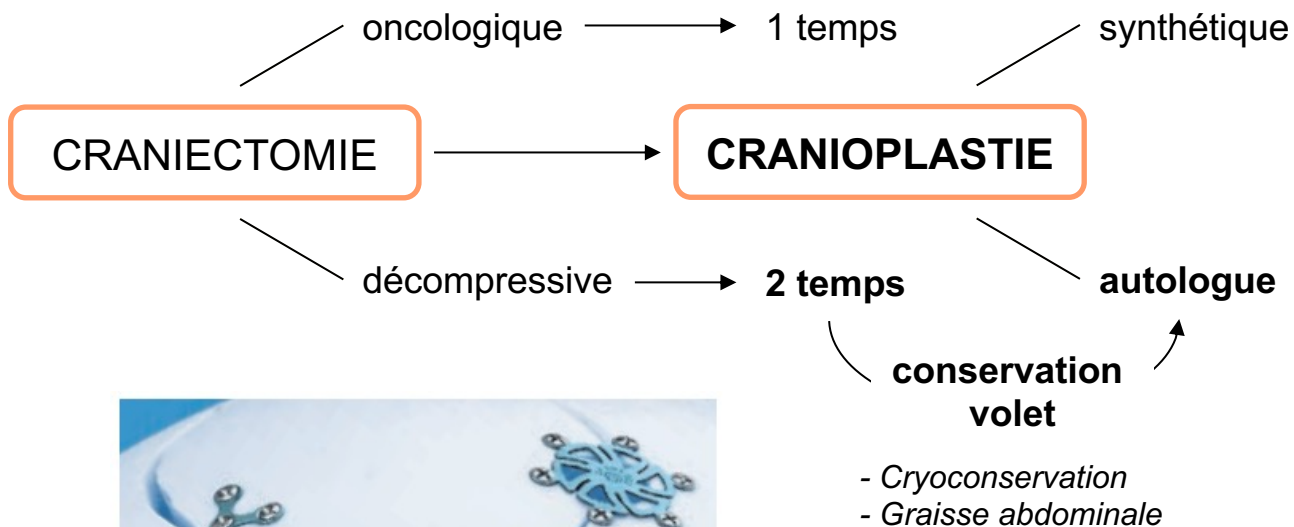 oncologique 1 temps synthétique
CRANIECTOMIE CRANIOPLASTIE
décompressive 2 temps autologue
conservation
volet
- Cryoconservation
- Graisse abdominale